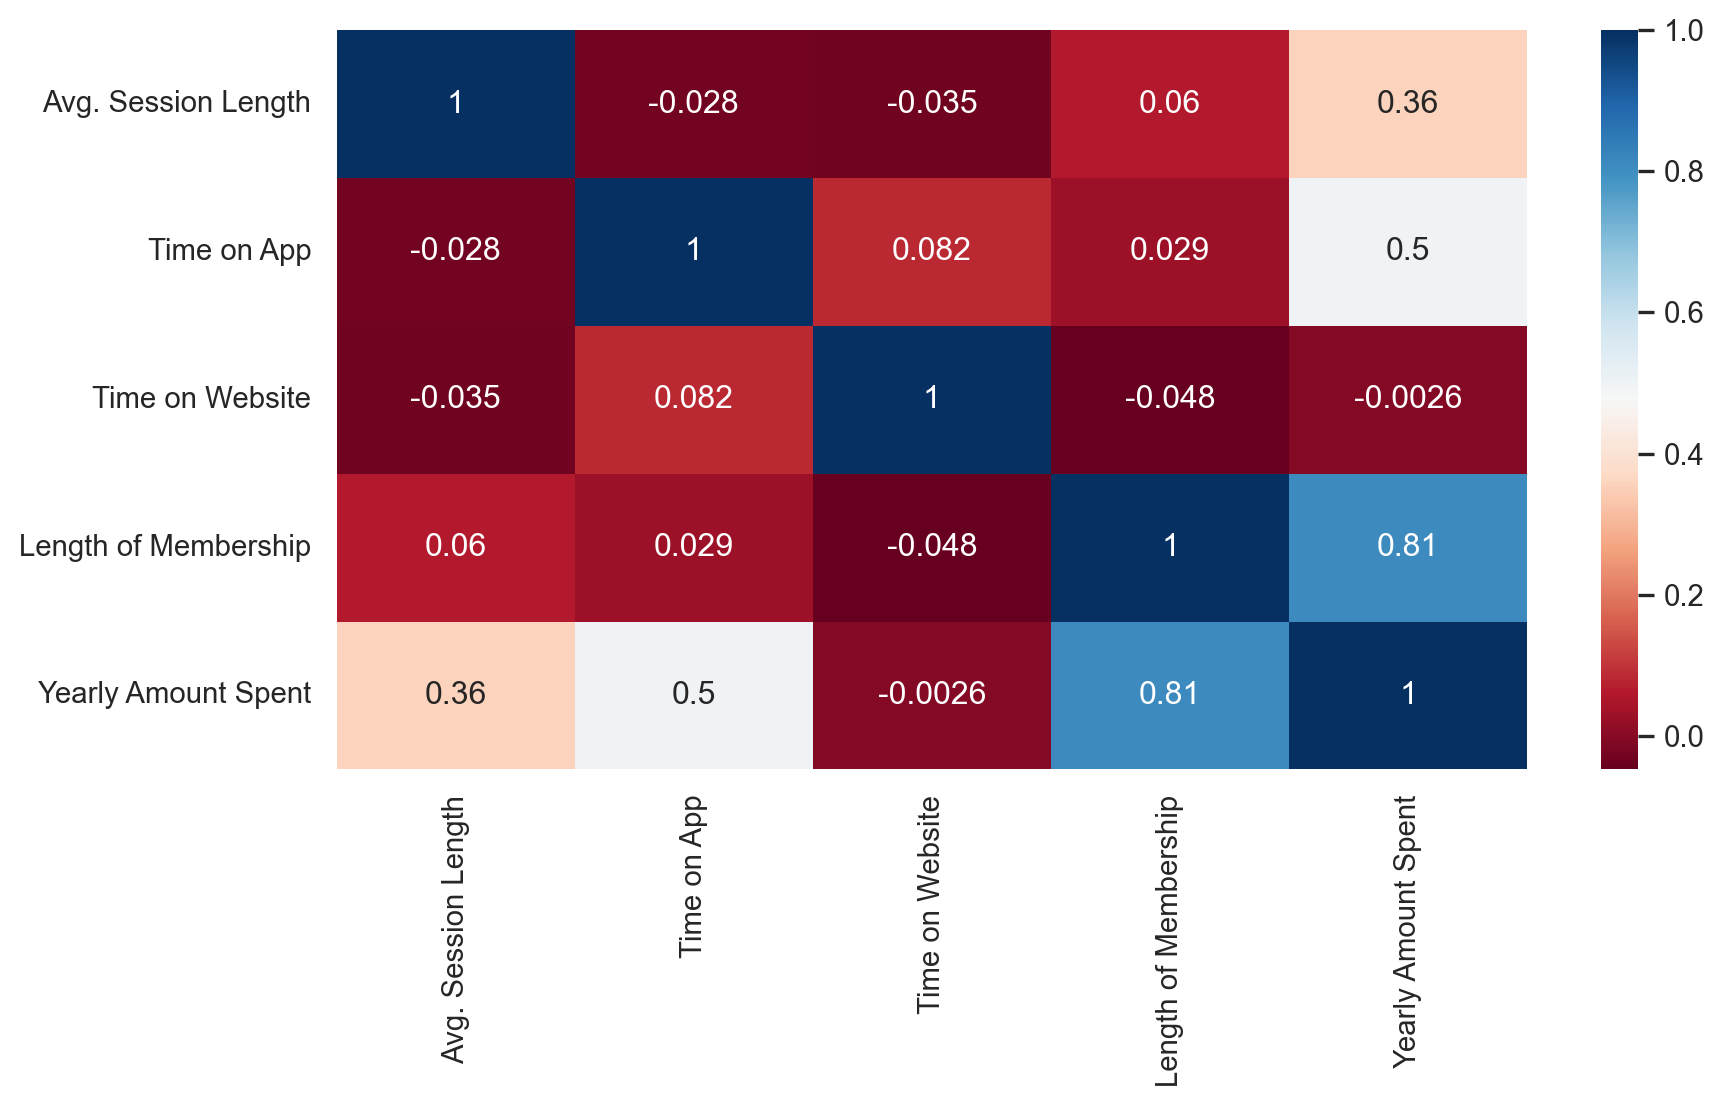 Avg. Session Length 1 -0.028 -0.035 0.06 0.36
Time on App -0.028 1 0.082 0.029 0.5
Time on Website -0.035 0.082 1 -0.048 -0.0026
Length of Membership 0.06 0.029 -0.048 1 0.81
Yearly Amount Spent 0.36 0.5 -0.0026 0.81 1
Avg. Session Length
Time on App
Time on Website
Length of Membership
Yearly Amount Spent
1.0
0.8
0.6
0.4
0.2
0.0